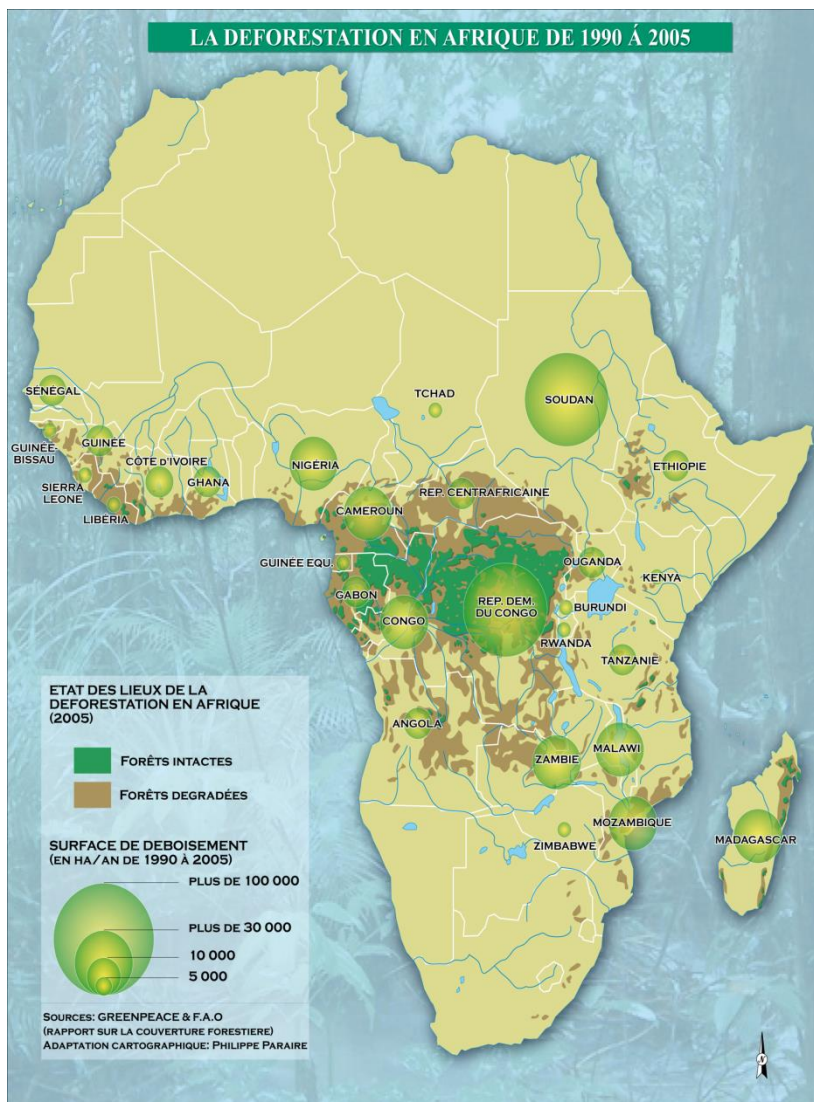 LA DEFORESTATION EN AFRIQUE DE 1990 Á 2005
SÉNÉGAL
GUINÉE-
BISSAU
GUINÉE
SIERRA
LEONE
LIBÉRIA
CÔTE D'IVOIRE
GHANA
NIGÉRIA
TCHAD
SOUDAN
ETHIOPIE
CAMEROUN
REP. CENTRAFRICAINE
GUINÉE EQU.
GABON
CONGO
REP. DEM.
DU CONGO
OUGANDA
KENYA
BURUNDI
RWANDA
TANZANIE
ANGOLA
ZAMBIE
MALAWI
MOZAMBIQUE
ZIMBABWE
MADAGASCAR
ETAT DES LIEUX DE LA
DEFORESTATION EN AFRIQUE
(2005)
FORÊTS INTACTES
FORÊTS DEGRADÉES
SURFACE DE DEBOISEMENT
(EN HA/AN DE 1990 À 2005)
PLUS DE 100 000
PLUS DE 30 000
10 000
5 000
SOURCES: GREENPEACE & F.A.O
(RAPPORT SUR LA COUVERTURE FORESTIERE)
ADAPTATION CARTOGRAPHIQUE: PHILIPPE PARAIRE
N